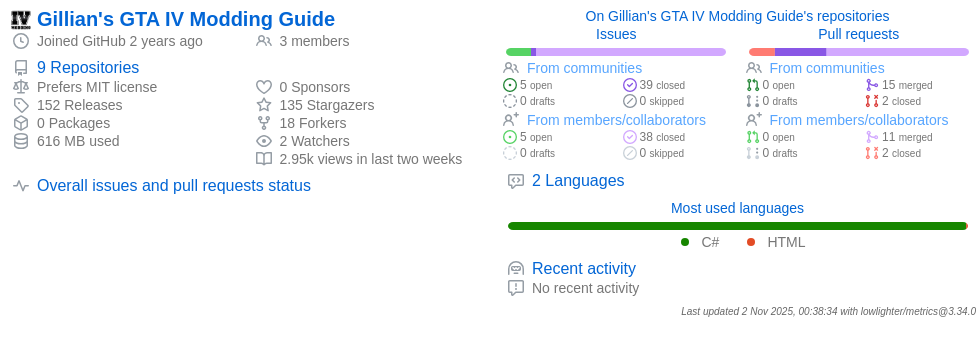 Gillian's GTA IV Modding Guide
Joined GitHub 2 years ago
3 members
9 Repositories
Prefers MIT license
0 Sponsors
152 Releases
135 Stargazers
0 Packages
18 Forkers
616 MB used
2 Watchers
2.95k views in last two weeks
Overall issues and pull requests status
On Gillian's GTA IV Modding Guide's repositories
Issues
From communities
5 open
39 closed
0 drafts
0 skipped
From members/collaborators
5 open
38 closed
0 drafts
0 skipped
Pull requests
From communities
0 open
15 merged
0 drafts
2 closed
From members/collaborators
0 open
11 merged
0 drafts
2 closed
2 Languages
Most used languages
C#
HTML
Recent activity
No recent activity
Last updated 2 Nov 2025, 00:38:34 with lowlighter/metrics@3.34.0